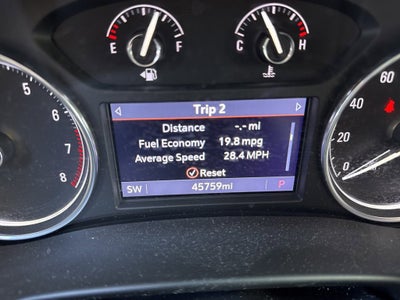 E F
C H
Trip 2
Distance -.- mi
Fuel Economy 19.8 mpg
Average Speed 28.4 MPH
Reset
SW 45759mi P
5
6
7
8
60
40
20
0